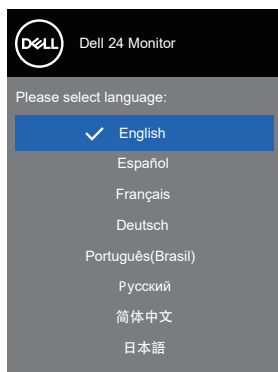 DELL
Dell 24 Monitor
Please select language:
English
Español
Français
Deutsch
Português(Brasil)
Русский
简体中文
日本語